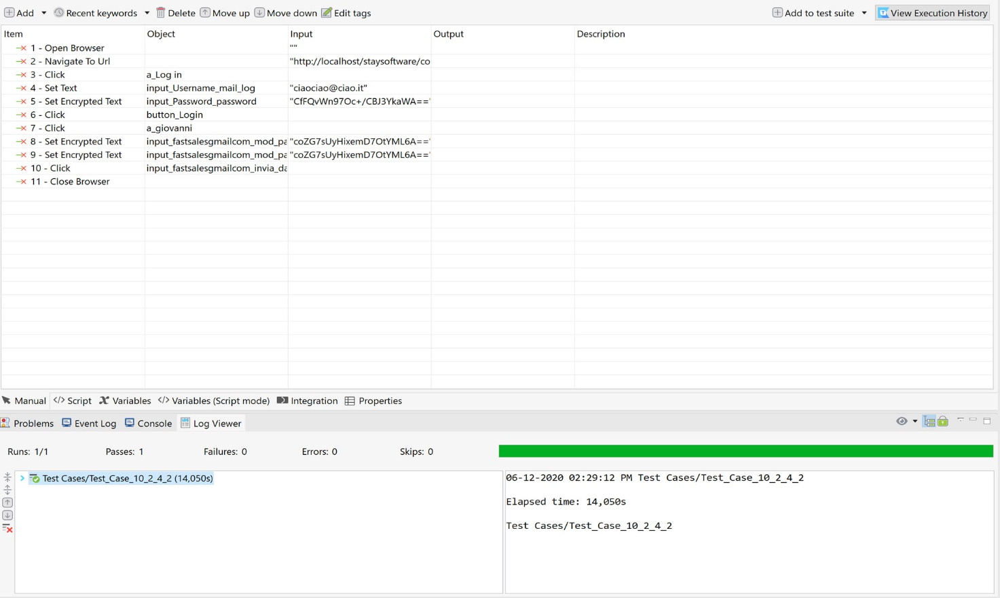 Add Recent keywords Delete Move up Move down Edit tags Add to test suite View Execution History
Item Object Input Output Description
1 - Open Browser ""
2 - Navigate To Url "http://localhost/staysoftware/co
3 - Click a_Log in
4 - Set Text input_Username_mail_log "ciaociao@ciao.it"
5 - Set Encrypted Text input_Password_password "CfFQvWn97Oc+/CBJ3YkaWA=="
6 - Click button_Login
7 - Click a_giovanni
8 - Set Encrypted Text input_fastsalesgmailcom_mod_pa "coZG7sUyHixemD7OtYML6A=="
9 - Set Encrypted Text input_fastsalesgmailcom_mod_pa "coZG7sUyHixemD7OtYML6A=="
10 - Click input_fastsalesgmailcom_invia_da
11 - Close Browser
Manual Script Variables Variables (Script mode) Integration Properties
Problems Event Log Console Log Viewer
Runs: 1/1 Passes: 1 Failures: 0 Errors: 0 Skips: 0
Test Cases/Test_Case_10_2_4_2 (14,050s)
06-12-2020 02:29:12 PM Test Cases/Test_Case_10_2_4_2
Elapsed time: 14,050s
Test Cases/Test_Case_10_2_4_2